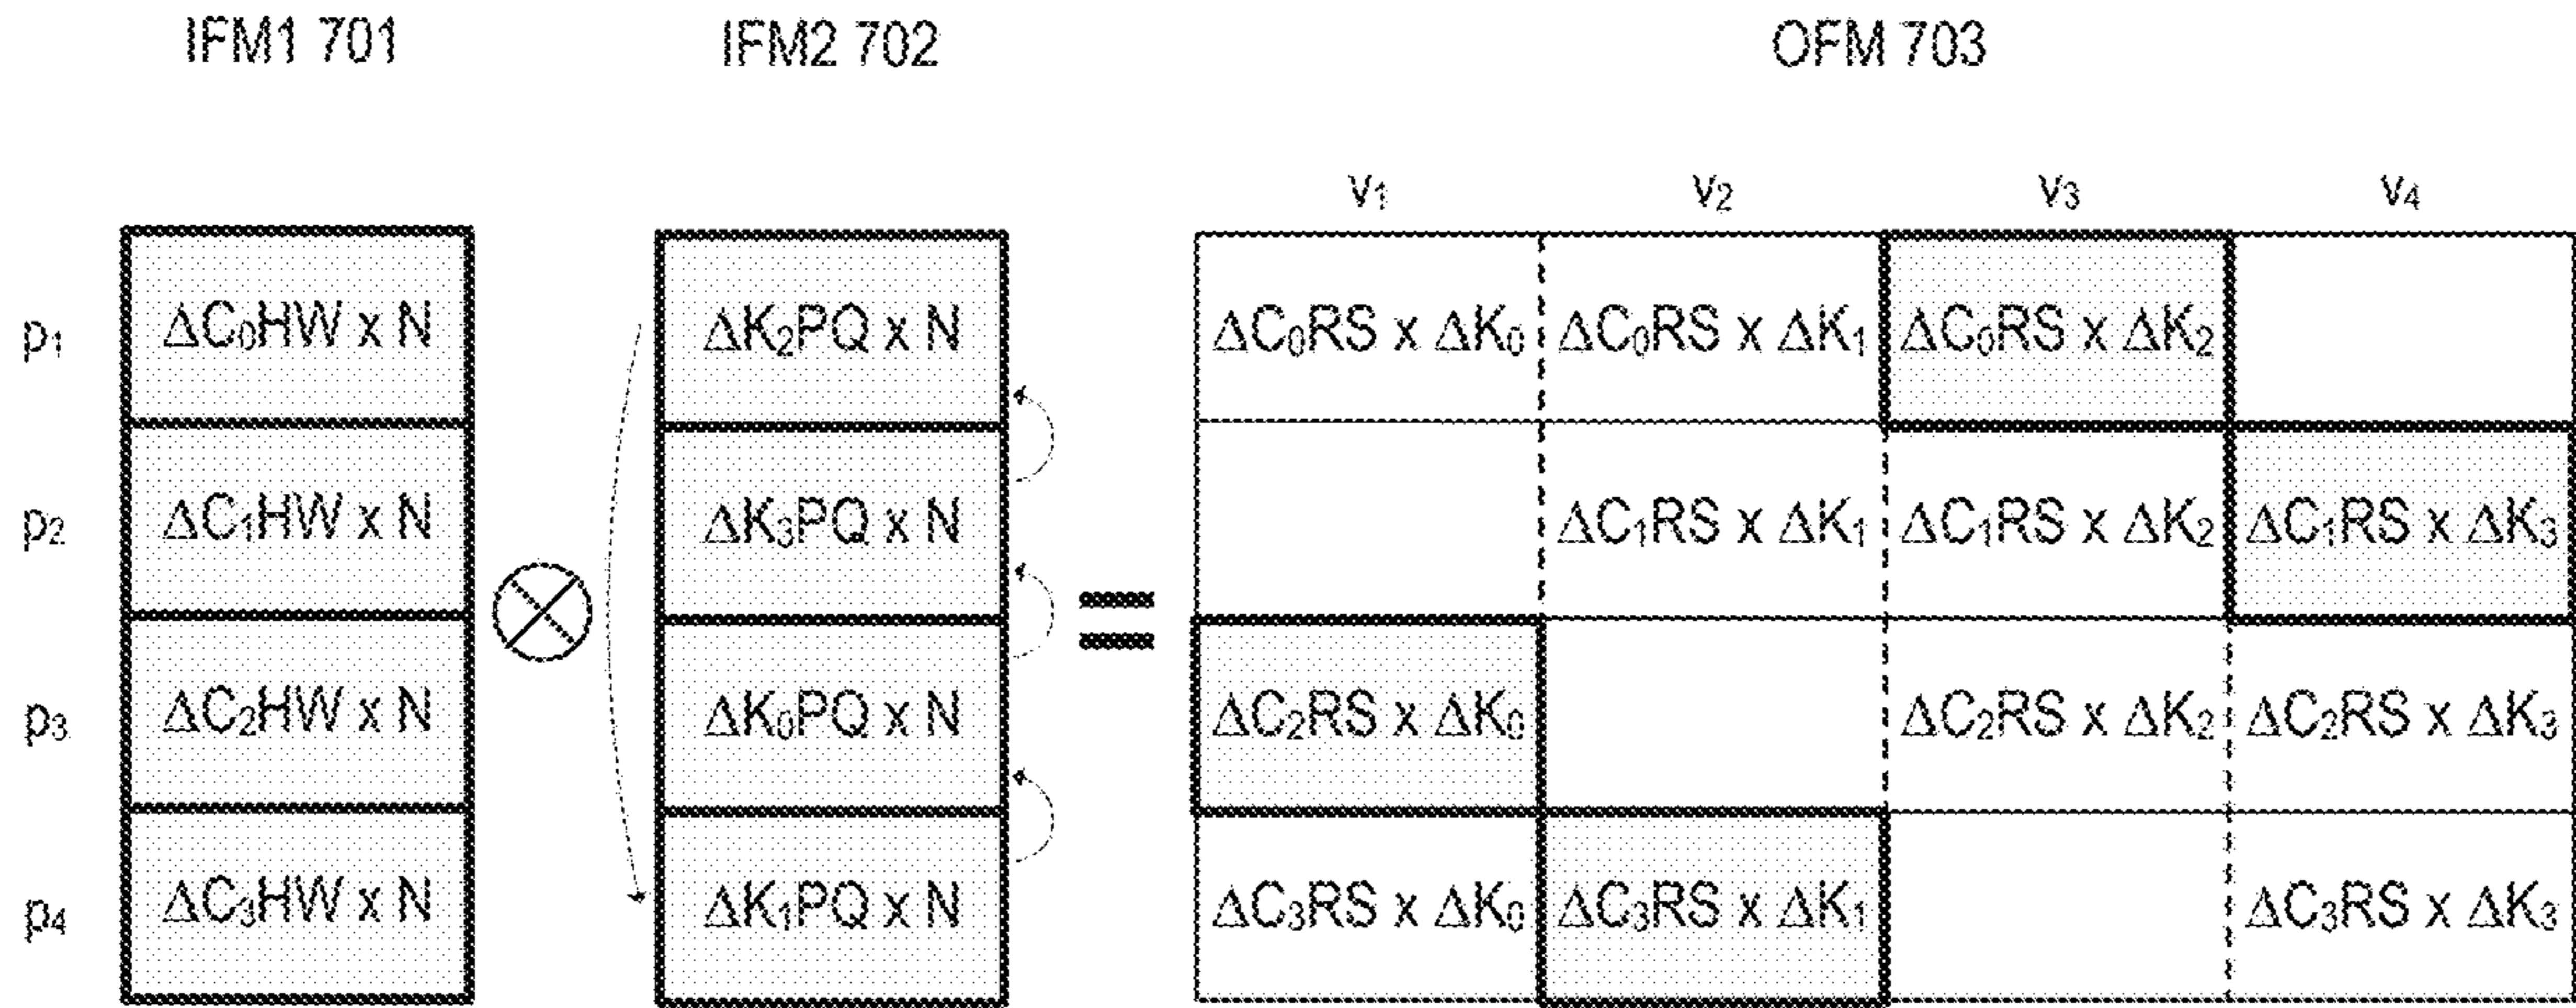 IFM1 701 IFM2 702 OFM 703
v₁ v₂ v₃ v₄
p₁ ΔC₀HW x N ΔK₂PQ x N ΔC₀RS x ΔK₀ ΔC₀RS x ΔK₁ ΔC₀RS x ΔK₂
p₂ ΔC₁HW x N ΔK₃PQ x N ΔC₁RS x ΔK₁ ΔC₁RS x ΔK₂ ΔC₁RS x ΔK₃
=
p₃ ΔC₂HW x N ΔK₀PQ x N ΔC₂RS x ΔK₀ ΔC₂RS x ΔK₂ ΔC₂RS x ΔK₃
p₄ ΔC₃HW x N ΔK₁PQ x N ΔC₃RS x ΔK₀ ΔC₃RS x ΔK₁ ΔC₃RS x ΔK₃